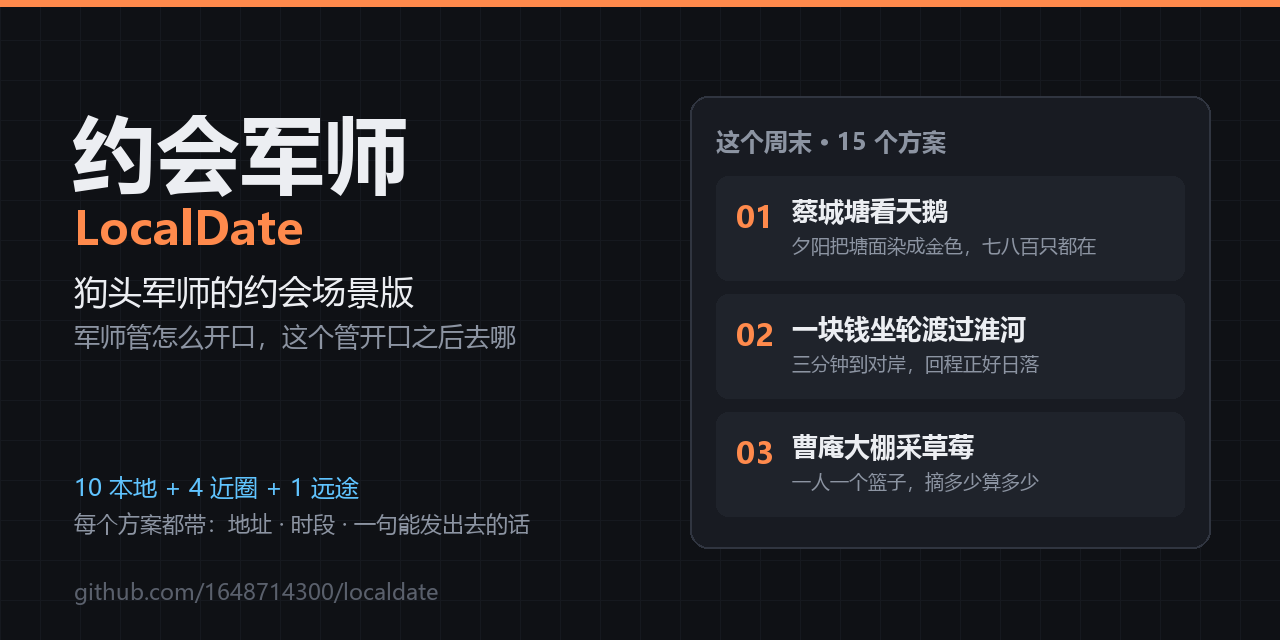 约会军师
LocalDate
狗头军师的约会场景版
军师管怎么开口，这个管开口之后去哪
10 本地 + 4 近圈 + 1 远途
每个方案都带：地址 · 时段 · 一句能发出去的话
github.com/1648714300/localdate
这个周末 • 15 个方案
01 蔡城塘看天鹅
夕阳把塘面染成金色，七八百只都在
02 一块钱坐轮渡过淮河
三分钟到对岸，回程正好日落
03 曹庵大棚采草莓
一人一个篮子，摘多少算多少